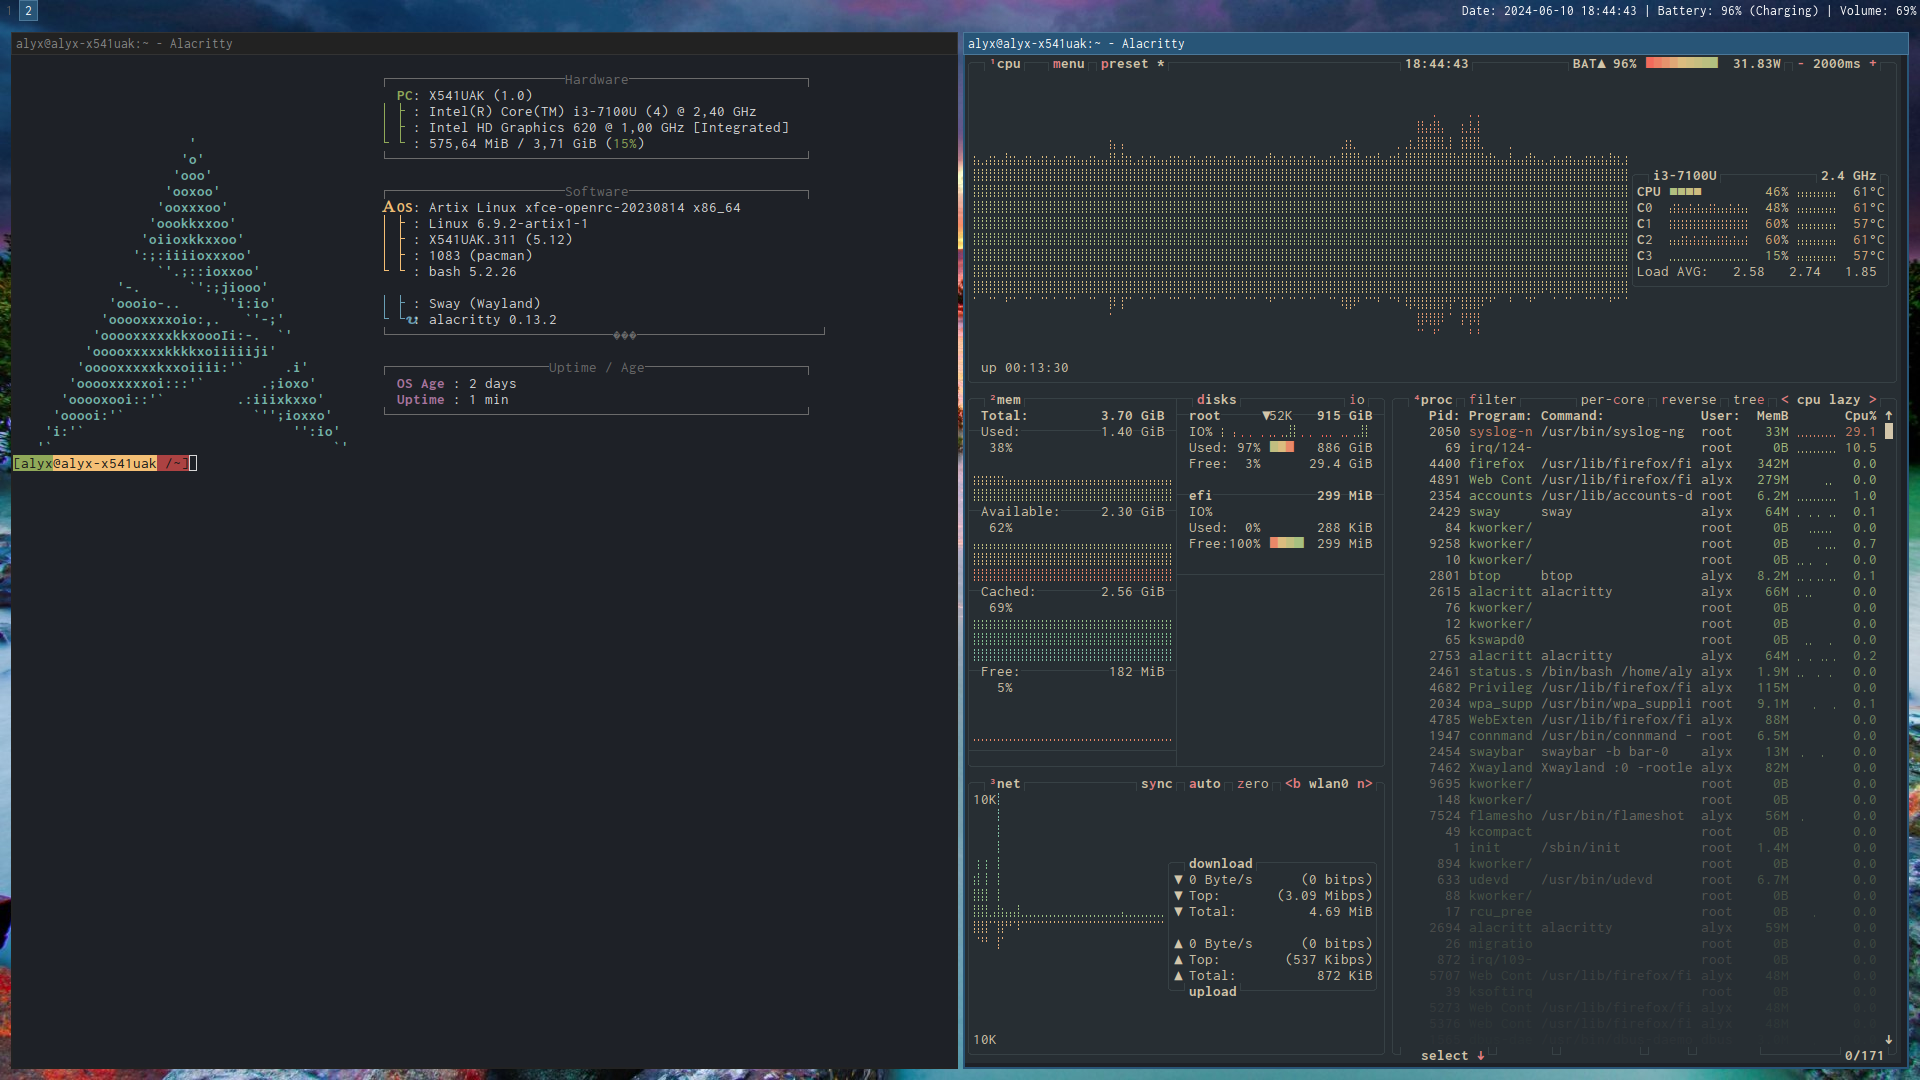 1 2
Date: 2024-06-10 18:44:43 | Battery: 96% (Charging) | Volume: 69%
alyx@alyx-x541uak:~ - Alacritty
Hardware
PC: X541UAK (1.0)
: Intel(R) Core(TM) i3-7100U (4) @ 2,40 GHz
: Intel HD Graphics 620 @ 1,00 GHz [Integrated]
: 575,64 MiB / 3,71 GiB (15%)
Software
OS: Artix Linux xfce-openrc-20230814 x86_64
: Linux 6.9.2-artix1-1
: X541UAK.311 (5.12)
: 1083 (pacman)
: bash 5.2.26
: Sway (Wayland)
alacritty 0.13.2
Uptime / Age
OS Age : 2 days
Uptime : 1 min
'
'o'
'ooo'
'ooxoo'
'ooxxxoo'
'oookkxxoo'
'oiioxkkxxoo'
':;:iiiioxxxoo'
`'.;::ioxxoo'
'-. `':;jiooo'
'oooio-.. `'i:io'
'ooooxxxxoio:,. `'-;'
'ooooxxxxxkkxoooIi:-. `'
'ooooxxxxxkkkkxoiiiiiji'
'ooooxxxxxkxxoiiii:'` .i'
'ooooxxxxxoi:::'` .;ioxo'
'ooooxooi::'` .:iiixkxxo'
'ooooi:'` `'';ioxxo'
'i:'` '':io'
'` `'
[alyx@alyx-x541uak /~]
alyx@alyx-x541uak:~ - Alacritty
¹cpu menu preset * 18:44:43 BAT▲ 96% 31.83W - 2000ms +
i3-7100U 2.4 GHz
CPU 46% 61°C
C0 48% 61°C
C1 60% 57°C
C2 60% 61°C
C3 15% 57°C
Load AVG: 2.58 2.74 1.85
up 00:13:30
²mem
Total: 3.70 GiB
Used: 1.40 GiB
38%
Available: 2.30 GiB
62%
Cached: 2.56 GiB
69%
Free: 182 MiB
5%
disks io
root ▼52K 915 GiB
IO%
Used: 97% 886 GiB
Free: 3% 29.4 GiB
efi 299 MiB
IO%
Used: 0% 288 KiB
Free:100% 299 MiB
³net sync auto zero <b wlan0 n>
10K
download
▼ 0 Byte/s (0 bitps)
▼ Top: (3.09 Mibps)
▼ Total: 4.69 MiB
▲ 0 Byte/s (0 bitps)
▲ Top: (537 Kibps)
▲ Total: 872 KiB
upload
10K
⁴proc filter per-core reverse tree < cpu lazy >
Pid: Program: Command: User: MemB Cpu% ↑
2050 syslog-n /usr/bin/syslog-ng root 33M 29.1
69 irq/124- root 0B 10.5
4400 firefox /usr/lib/firefox/fi alyx 342M 0.0
4891 Web Cont /usr/lib/firefox/fi alyx 279M 0.0
2354 accounts /usr/lib/accounts-d root 6.2M 1.0
2429 sway sway alyx 64M 0.1
84 kworker/ root 0B 0.0
9258 kworker/ root 0B 0.7
10 kworker/ root 0B 0.0
2801 btop btop alyx 8.2M 0.1
2615 alacritt alacritty alyx 66M 0.0
76 kworker/ root 0B 0.0
12 kworker/ root 0B 0.0
65 kswapd0 root 0B 0.0
2753 alacritt alacritty alyx 64M 0.2
2461 status.s /bin/bash /home/aly alyx 1.9M 0.0
4682 Privileg /usr/lib/firefox/fi alyx 115M 0.0
2034 wpa_supp /usr/bin/wpa_suppli root 9.1M 0.1
4785 WebExten /usr/lib/firefox/fi alyx 88M 0.0
1947 connmand /usr/bin/connmand - root 6.5M 0.0
2454 swaybar swaybar -b bar-0 alyx 13M 0.0
7462 Xwayland Xwayland :0 -rootle alyx 82M 0.0
9695 kworker/ root 0B 0.0
148 kworker/ root 0B 0.0
7524 flamesho /usr/bin/flameshot alyx 56M 0.0
49 kcompact root 0B 0.0
1 init /sbin/init root 1.4M 0.0
894 kworker/ root 0B 0.0
633 udevd /usr/bin/udevd root 6.7M 0.0
88 kworker/ root 0B 0.0
17 rcu_pree root 0B 0.0
2694 alacritt alacritty alyx 59M 0.0
26 migratio root 0B 0.0
872 irq/109- root 0B 0.0
5707 Web Cont /usr/lib/firefox/fi alyx 48M 0.0
39 ksoftirq root 0B 0.0
5273 Web Cont /usr/lib/firefox/fi alyx 48M 0.0
5376 Web Cont /usr/lib/firefox/fi alyx 48M 0.0
select ↓ 0/171